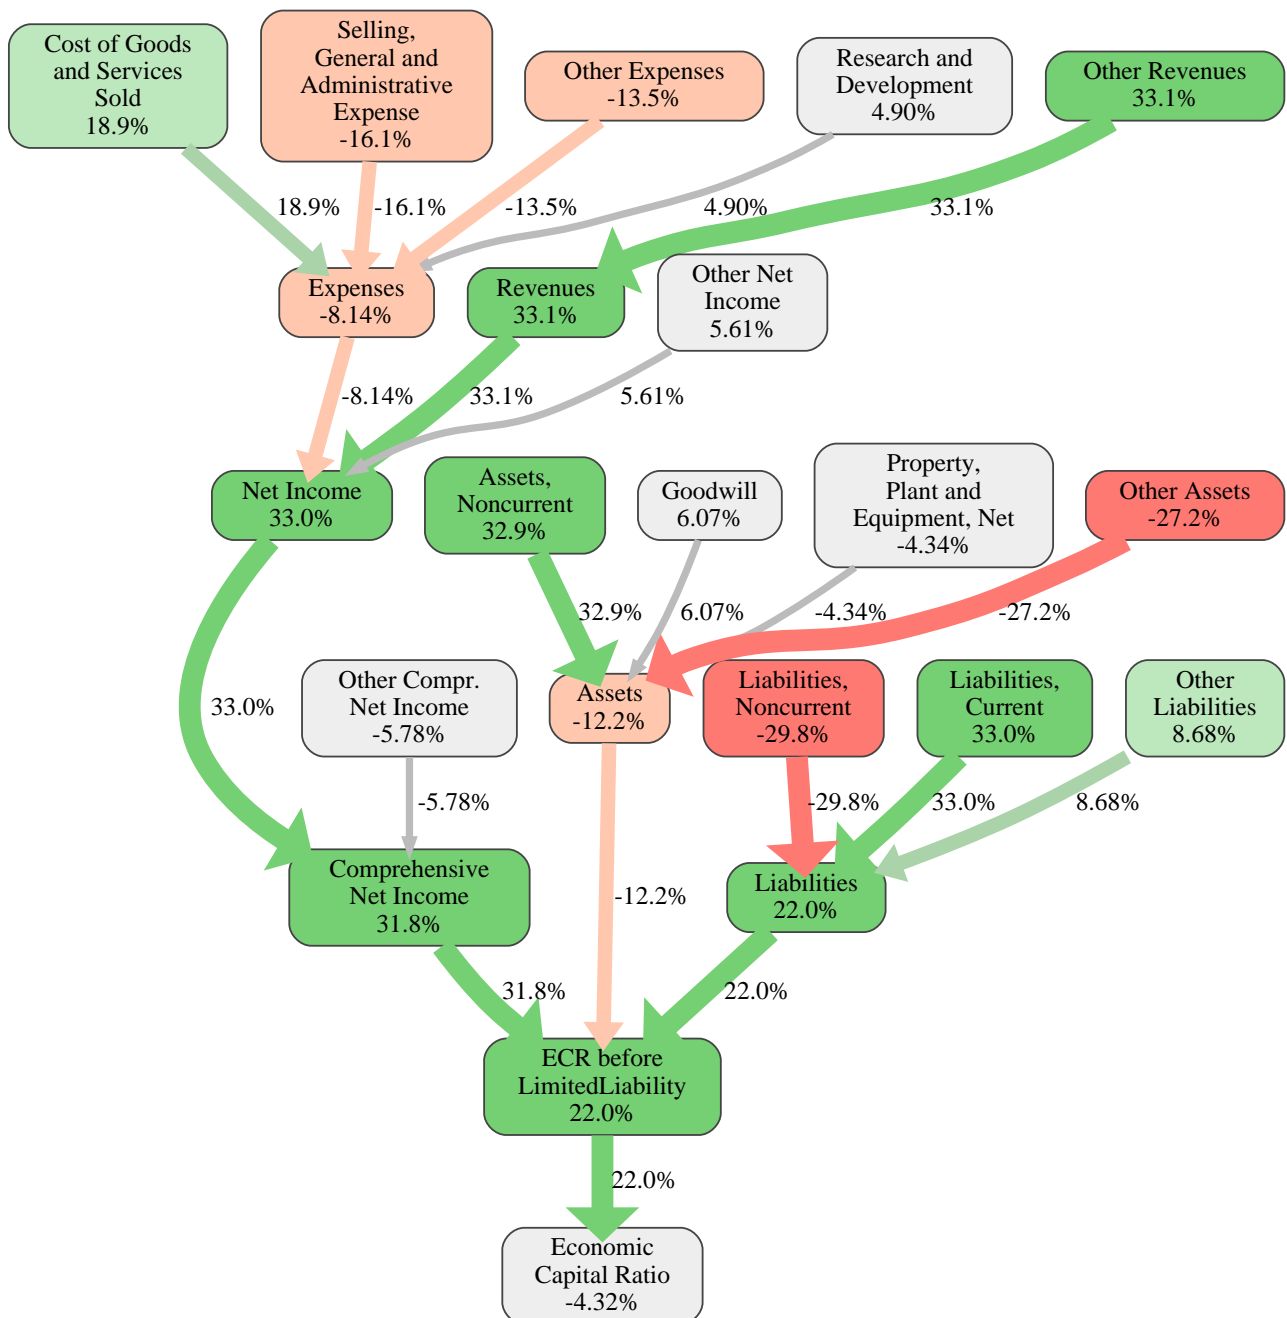 Cost of Goods
and Services
Sold
18.9%
Selling,
General and
Administrative
Expense
-16.1%
Other Expenses
-13.5%
Research and
Development
4.90%
Other Revenues
33.1%
18.9%
-16.1%
-13.5%
4.90%
33.1%
Expenses
-8.14%
Revenues
33.1%
Other Net
Income
5.61%
-8.14%
33.1%
5.61%
Net Income
33.0%
Assets,
Noncurrent
32.9%
Goodwill
6.07%
Property,
Plant and
Equipment, Net
-4.34%
Other Assets
-27.2%
32.9%
6.07%
-4.34%
-27.2%
33.0%
Other Compr.
Net Income
-5.78%
Assets
-12.2%
Liabilities,
Noncurrent
-29.8%
Liabilities,
Current
33.0%
Other
Liabilities
8.68%
-5.78%
-29.8%
33.0%
8.68%
Comprehensive
Net Income
31.8%
-12.2%
Liabilities
22.0%
31.8%
22.0%
ECR before
LimitedLiability
22.0%
22.0%
Economic
Capital Ratio
-4.32%